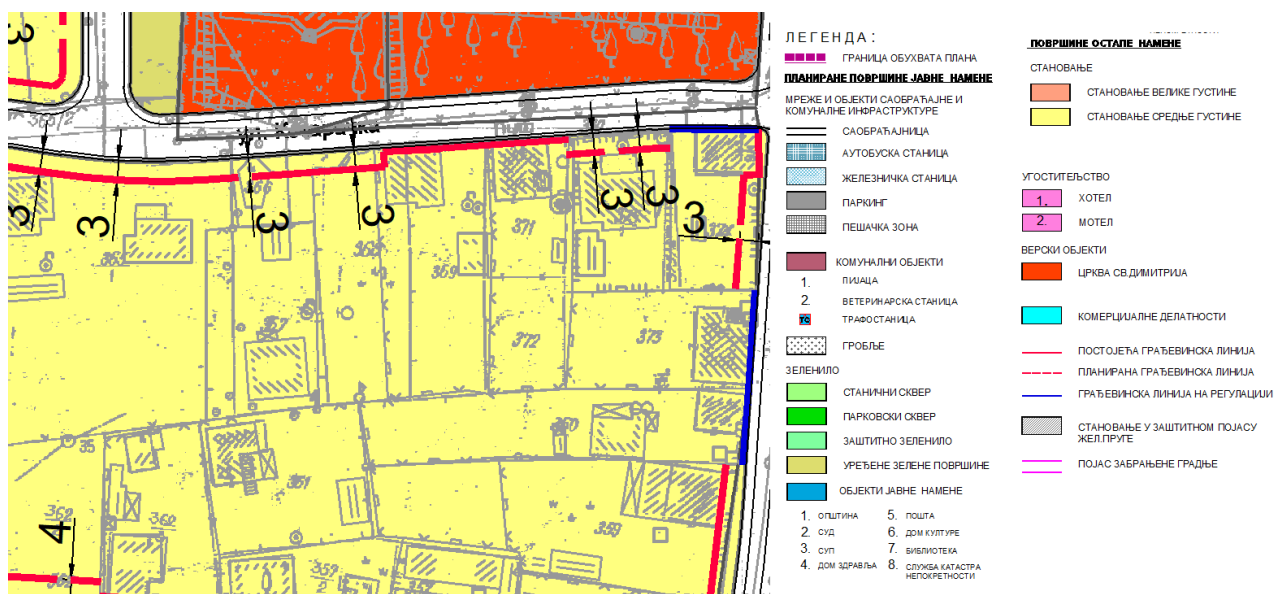 3
3
3
3
3
3
3
3
4
371
369
372
373
351
359
360
35
362
ЛЕГЕНДА :
ГРАНИЦА ОБУХВАТА ПЛАНА
ПЛАНИРАНЕ ПОВРШИНЕ ЈАВНЕ НАМЕНЕ
МРЕЖЕ И ОБЈЕКТИ САОБРАЋАЈНЕ И
КОМУНАЛНЕ ИНФРАСТРУКТУРЕ
САОБРАЋАЈНИЦА
АУТОБУСКА СТАНИЦА
ЖЕЛЕЗНИЧКА СТАНИЦА
ПАРКИНГ
ПЕШАЧКА ЗОНА
КОМУНАЛНИ ОБЈЕКТИ
1. ПИЈАЦА
2. ВЕТЕРИНАРСКА СТАНИЦА
ТС ТРАФОСТАНИЦА
ГРОБЉЕ
ЗЕЛЕНИЛО
СТАНИЧНИ СКВЕР
ПАРКОВСКИ СКВЕР
ЗАШТИТНО ЗЕЛЕНИЛО
УРЕЂЕНЕ ЗЕЛЕНЕ ПОВРШИНЕ
ОБЈЕКТИ ЈАВНЕ НАМЕНЕ
1. ОПШТИНА
2. СУД
3. СУП
4. ДОМ ЗДРАВЉА
5. ПОШТА
6. ДОМ КУЛТУРЕ
7. БИБЛИОТЕКА
8. СЛУЖБА КАТАСТРА
НЕПОКРЕТНОСТИ
ПОВРШИНЕ ОСТАЛЕ НАМЕНЕ
СТАНОВАЊЕ
СТАНОВАЊЕ ВЕЛИКЕ ГУСТИНЕ
СТАНОВАЊЕ СРЕДЊЕ ГУСТИНЕ
УГОСТИТЕЉСТВО
1. ХОТЕЛ
2. МОТЕЛ
ВЕРСКИ ОБЈЕКТИ
ЦРКВА СВ.ДИМИТРИЈА
КОМЕРЦИЈАЛНЕ ДЕЛАТНОСТИ
ПОСТОЈЕЋА ГРАЂЕВИНСКА ЛИНИЈА
ПЛАНИРАНА ГРАЂЕВИНСКА ЛИНИЈА
ГРАЂЕВИНСКА ЛИНИЈА НА РЕГУЛАЦИЈИ
СТАНОВАЊЕ У ЗАШТИТНОМ ПОЈАСУ
ЖЕЛ.ПРУГЕ
ПОЈАС ЗАБРАЊЕНЕ ГРАДЊЕ